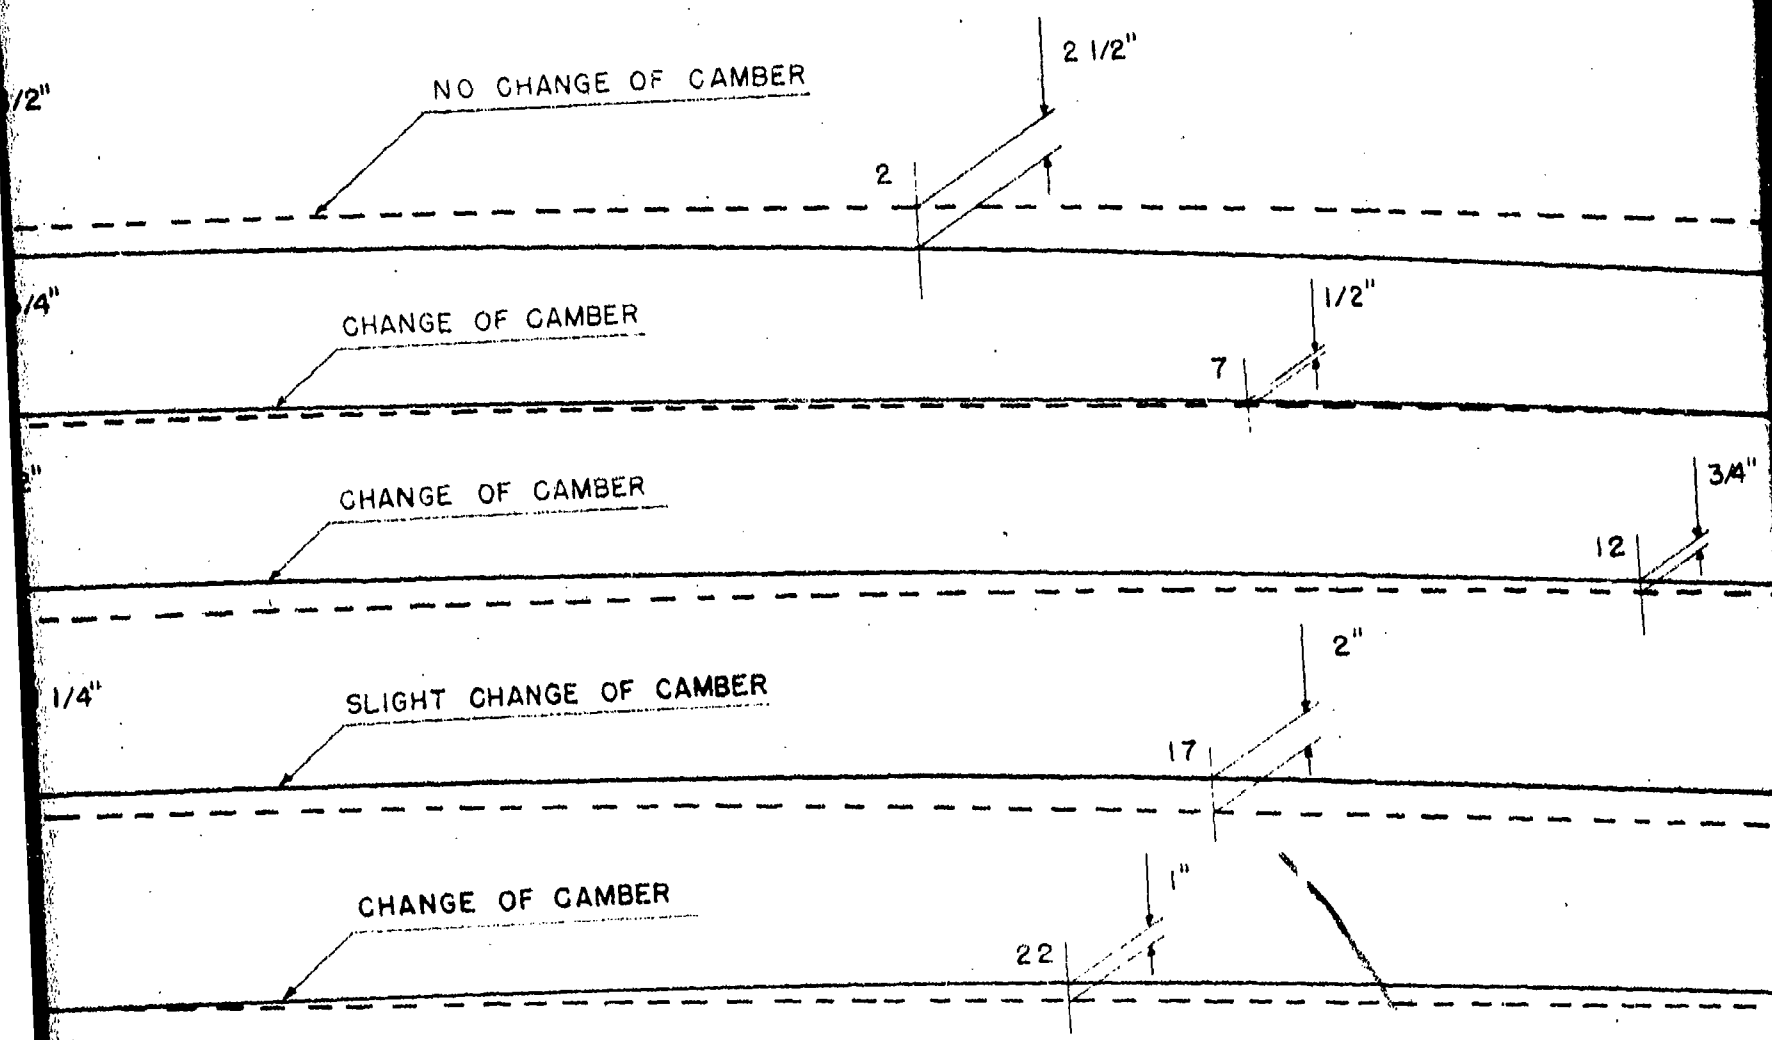 /2"
NO CHANGE OF CAMBER
2 1/2"
2
/4"
CHANGE OF CAMBER
1/2"
7
"
CHANGE OF CAMBER
3/4"
12
1/4"
SLIGHT CHANGE OF CAMBER
2"
17
CHANGE OF CAMBER
1"
22